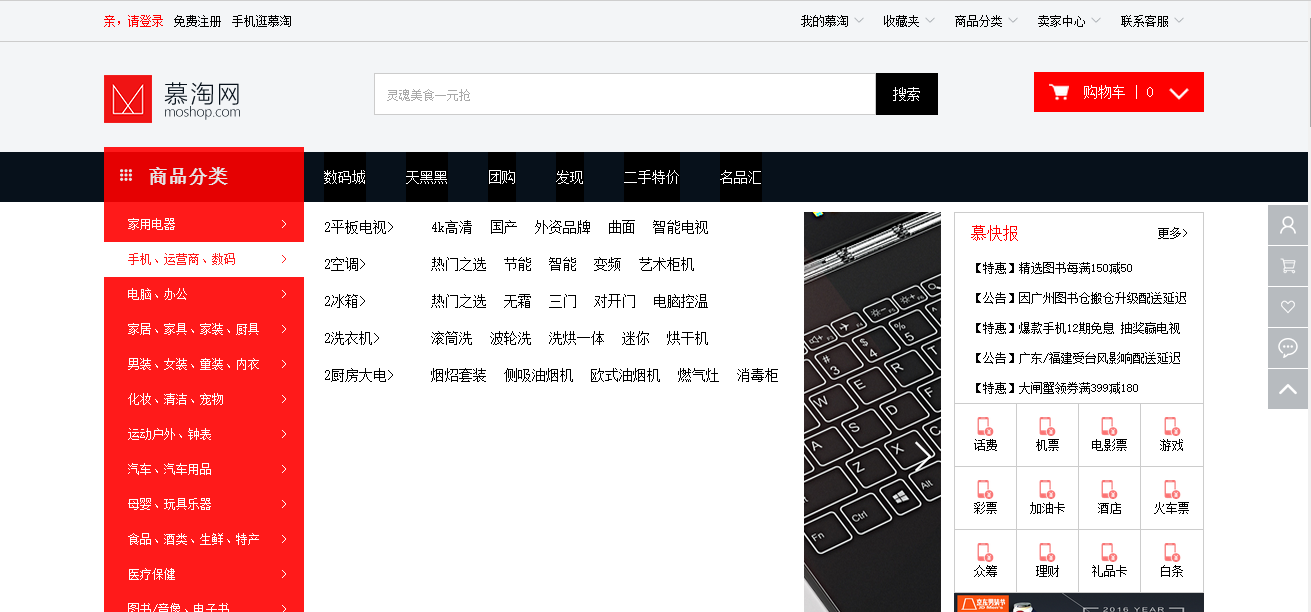 亲，请登录 免费注册 手机逛慕淘
我的慕淘 收藏夹 商品分类 卖家中心 联系客服
慕淘网
moshop.com
灵魂美食一元抢
搜索
购物车 | 0
商品分类
数码城 天黑黑 团购 发现 二手特价 名品汇
家用电器 >
手机、运营商、数码 >
电脑、办公 >
家居、家具、家装、厨具 >
男装、女装、童装、内衣 >
化妆、清洁、宠物 >
运动户外、钟表 >
汽车、汽车用品 >
母婴、玩具乐器 >
食品、酒类、生鲜、特产 >
医疗保健 >
图书/音像、电子书 >
2平板电视> 4k高清 国产 外资品牌 曲面 智能电视
2空调> 热门之选 节能 智能 变频 艺术柜机
2冰箱> 热门之选 无霜 三门 对开门 电脑控温
2洗衣机> 滚筒洗 波轮洗 洗烘一体 迷你 烘干机
2厨房大电> 烟熠套装 侧吸油烟机 欧式油烟机 燃气灶 消毒柜
慕快报 更多>
【特惠】精选图书每满150减50
【公告】因广州图书仓搬仓升级配送延迟
【特惠】爆款手机12期免息 抽奖赢电视
【公告】广东/福建受台风影响配送延迟
【特惠】大闸蟹领券满399减180
话费 机票 电影票 游戏
彩票 加油卡 酒店 火车票
众筹 理财 礼品卡 白条
2016 YEAR